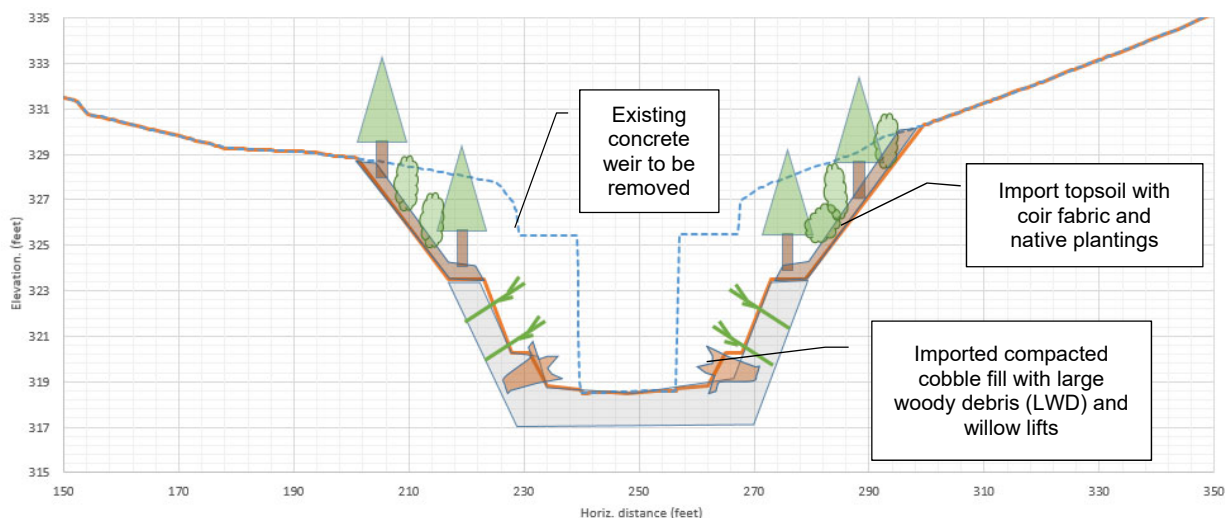 335
333
331
329
327
325
323
321
319
317
315
Elevation. (feet)
Existing
concrete
weir to be
removed
Import topsoil with
coir fabric and
native plantings
Imported compacted
cobble fill with large
woody debris (LWD) and
willow lifts
150 170 190 210 230 250 270 290 310 330 350
Horiz. distance (feet)